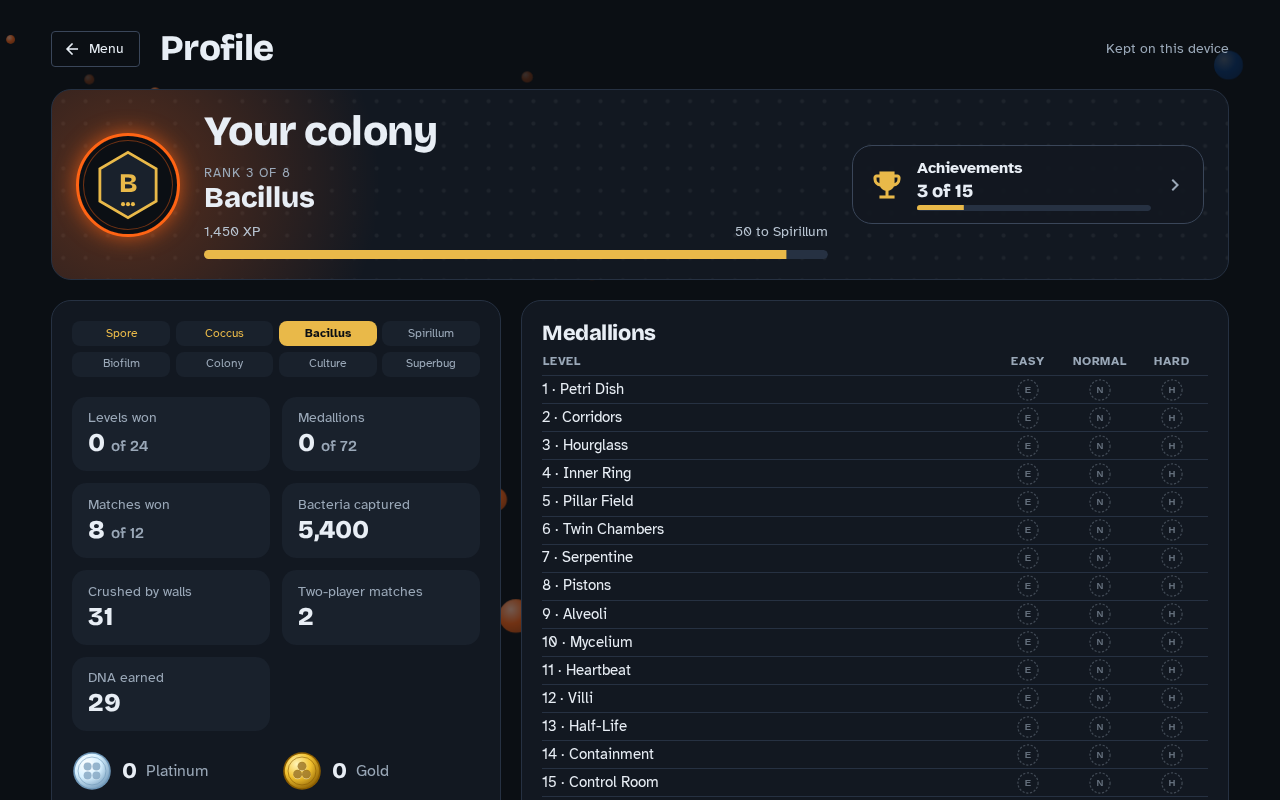 Menu
Profile
Kept on this device
B
Your colony
RANK 3 OF 8
Bacillus
1,450 XP
50 to Spirillum
Achievements
3 of 15
Spore
Coccus
Bacillus
Spirillum
Biofilm
Colony
Culture
Superbug
Levels won
0 of 24
Medallions
0 of 72
Matches won
8 of 12
Bacteria captured
5,400
Crushed by walls
31
Two-player matches
2
DNA earned
29
0 Platinum
0 Gold
Medallions
LEVEL EASY NORMAL HARD
1 · Petri Dish E N H
2 · Corridors E N H
3 · Hourglass E N H
4 · Inner Ring E N H
5 · Pillar Field E N H
6 · Twin Chambers E N H
7 · Serpentine E N H
8 · Pistons E N H
9 · Alveoli E N H
10 · Mycelium E N H
11 · Heartbeat E N H
12 · Villi E N H
13 · Half-Life E N H
14 · Containment E N H
15 · Control Room E N H